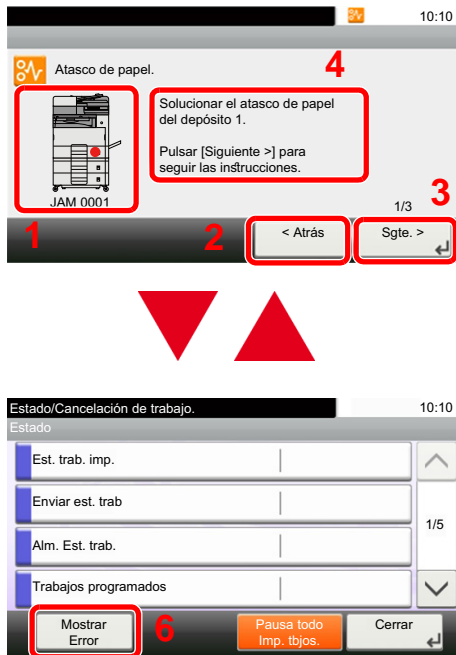 10:10
Atasco de papel.
4
Solucionar el atasco de papel
del depósito 1.
Pulsar [Siguiente >] para
seguir las instrucciones.
JAM 0001
1/3
3
1
2
< Atrás
Sgte. >
Estado/Cancelación de trabajo.
10:10
Estado
Est. trab. imp.
Enviar est. trab
1/5
Alm. Est. trab.
Trabajos programados
Mostrar
Error
6
Pausa todo
Imp. tbjos.
Cerrar